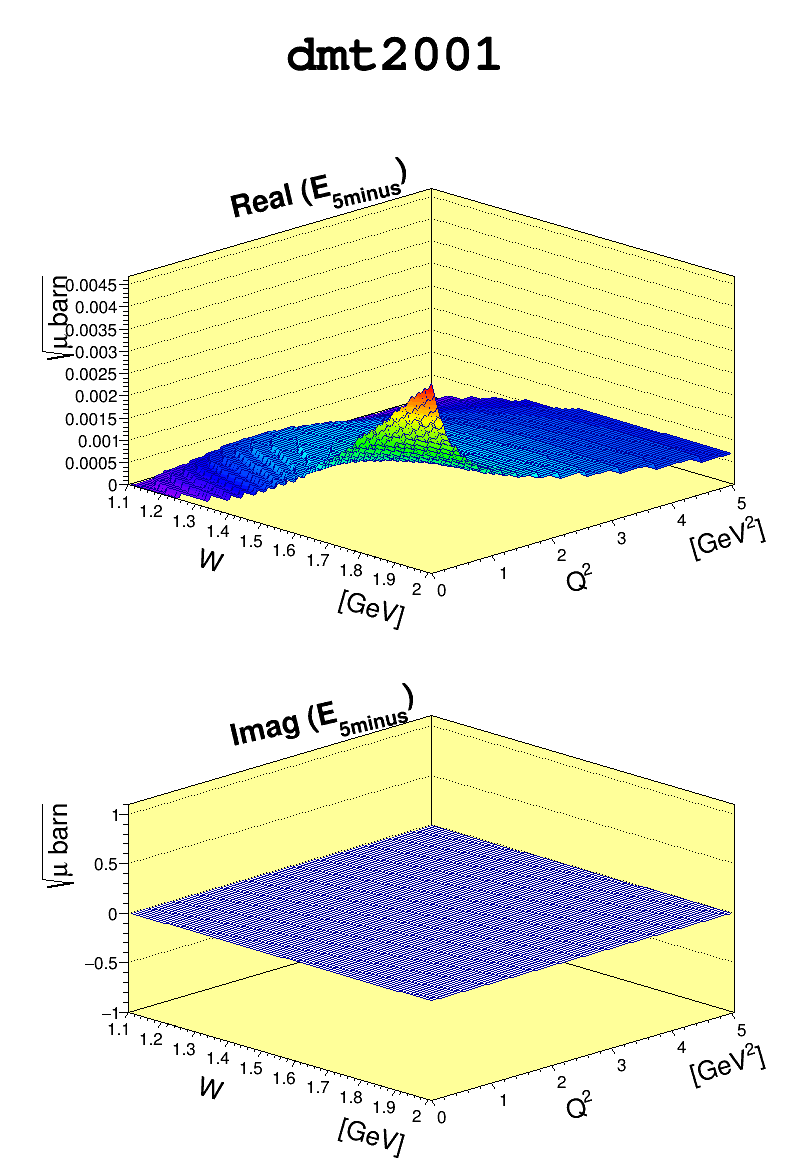 dmt2001
Real (E5minus)
√μ barn
0.0045
0.004
0.0035
0.003
0.0025
0.002
0.0015
0.001
0.0005
0
1.1 1.2 1.3 1.4 1.5 1.6 1.7 1.8 1.9 2
W
[GeV]
0 1 2 3 4 5
Q2
[GeV2]
Imag (E5minus)
√μ barn
1
0.5
0
−0.5
−1
1.1 1.2 1.3 1.4 1.5 1.6 1.7 1.8 1.9 2
W
[GeV]
0 1 2 3 4 5
Q2
[GeV2]